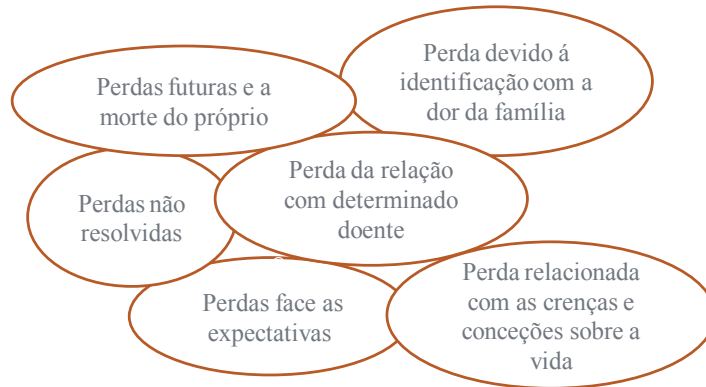 Perdas futuras e a
morte do próprio
Perda devido á
identificação com a
dor da família
Perdas não
resolvidas
Perda da relação
com determinado
doente
Perdas face as
expectativas
Perda relacionada
com as crenças e
conceções sobre a
vida